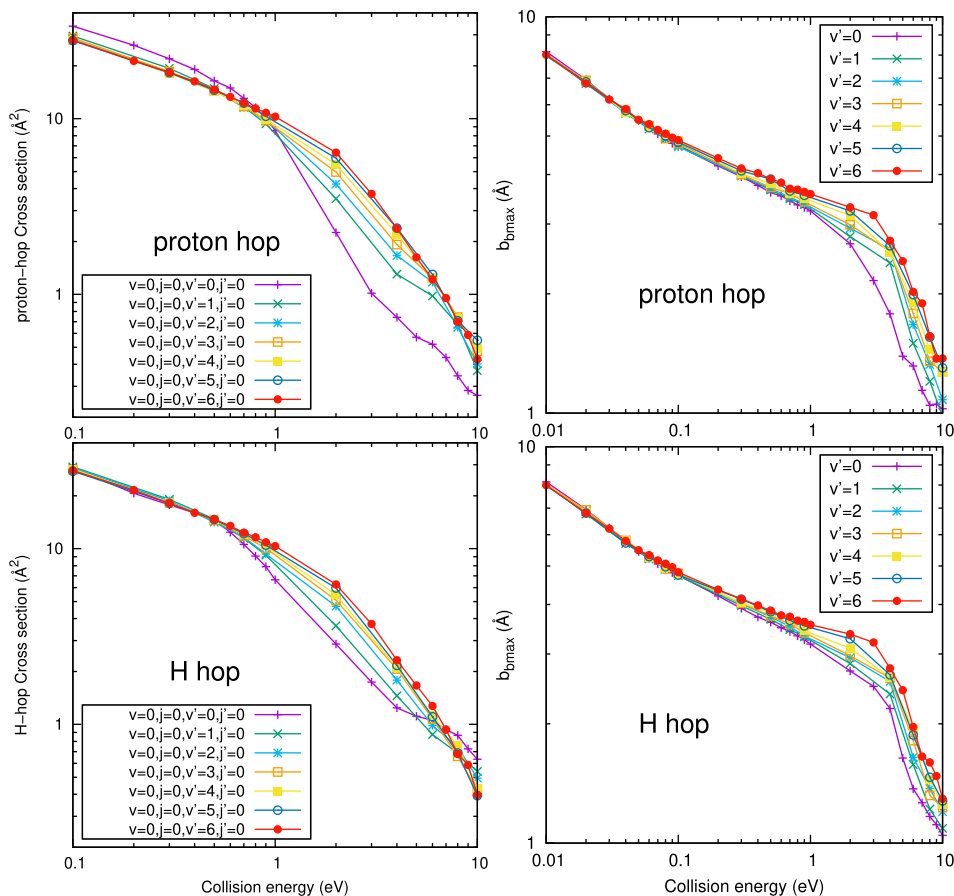 proton−hop Cross section (Å²)
10
1
0.1
1
10
proton hop
v=0,j=0,v'=0,j'=0
v=0,j=0,v'=1,j'=0
v=0,j=0,v'=2,j'=0
v=0,j=0,v'=3,j'=0
v=0,j=0,v'=4,j'=0
v=0,j=0,v'=5,j'=0
v=0,j=0,v'=6,j'=0
b_bmax (Å)
10
1
0.01
0.1
1
10
proton hop
v'=0
v'=1
v'=2
v'=3
v'=4
v'=5
v'=6
H−hop Cross section (Å²)
10
1
0.1
1
10
Collision energy (eV)
H hop
v=0,j=0,v'=0,j'=0
v=0,j=0,v'=1,j'=0
v=0,j=0,v'=2,j'=0
v=0,j=0,v'=3,j'=0
v=0,j=0,v'=4,j'=0
v=0,j=0,v'=5,j'=0
v=0,j=0,v'=6,j'=0
b_bmax (Å)
10
1
0.01
0.1
1
10
Collision energy (eV)
H hop
v'=0
v'=1
v'=2
v'=3
v'=4
v'=5
v'=6